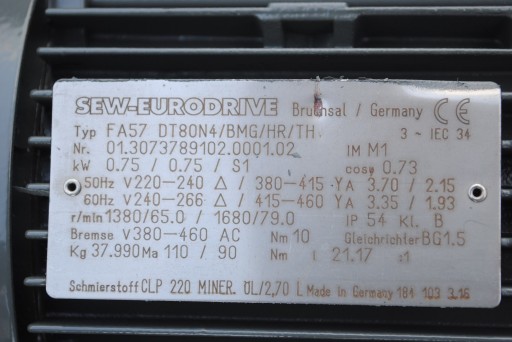 SEW-EURODRIVE Bruchsal / Germany CE
Typ FA57 DT80N4/BMG/HR/TH 3 ~ IEC 34
Nr. 01.3073789102.0001.02 IM M1
kW 0.75 / 0.75 / S1 cosφ 0.73
50Hz V220-240 Δ / 380-415 Y A 3.70 / 2.15
60Hz V240-266 Δ / 415-460 Y A 3.35 / 1.93
r/min 1380/65.0 / 1680/79.0 IP 54 Kl. B
Bremse V380-460 AC Nm 10 Gleichrichter BG1.5
Kg 37.990 Ma 110 / 90 Nm i 21.17 :1
Schmierstoff CLP 220 MINER. ÖL/2,70 L Made in Germany 184 103 3.16